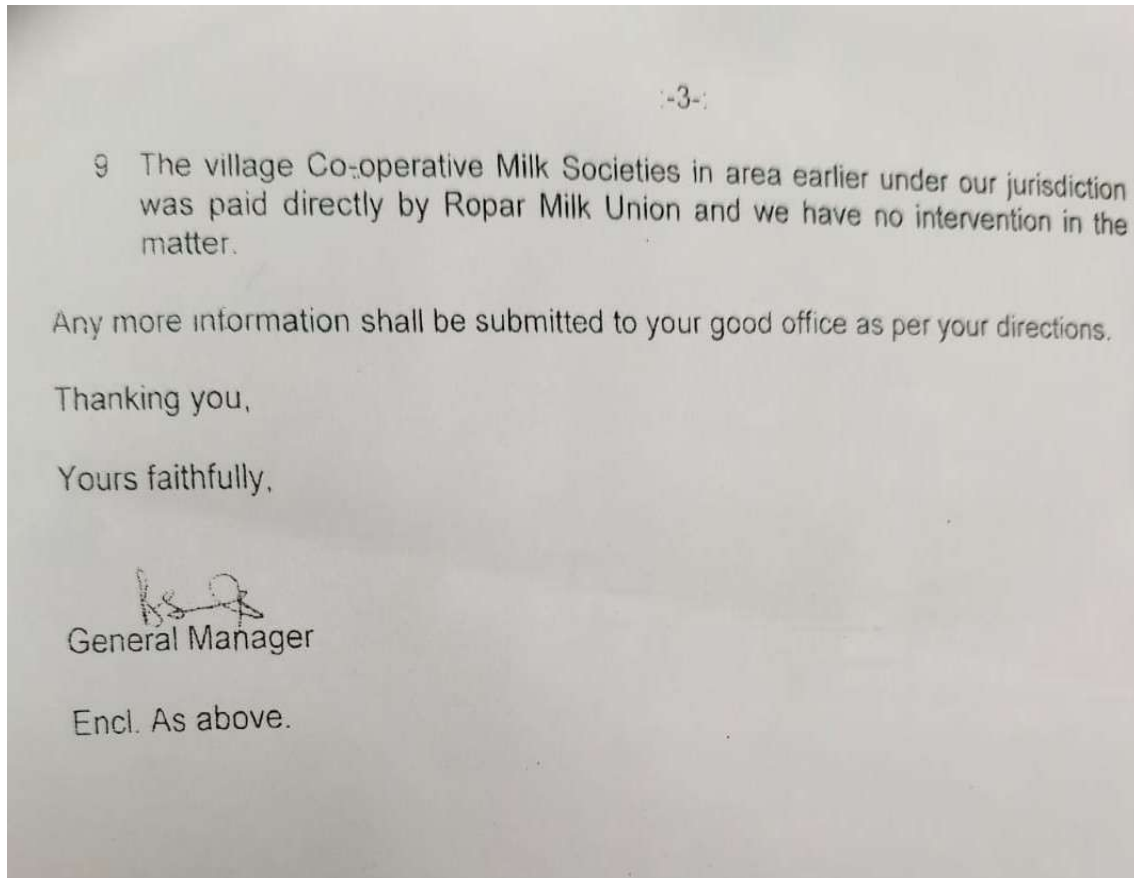 :-3-:
9 The village Co-operative Milk Societies in area earlier under our jurisdiction
was paid directly by Ropar Milk Union and we have no intervention in the
matter.
Any more information shall be submitted to your good office as per your directions.
Thanking you,
Yours faithfully,
General Manager
Encl. As above.